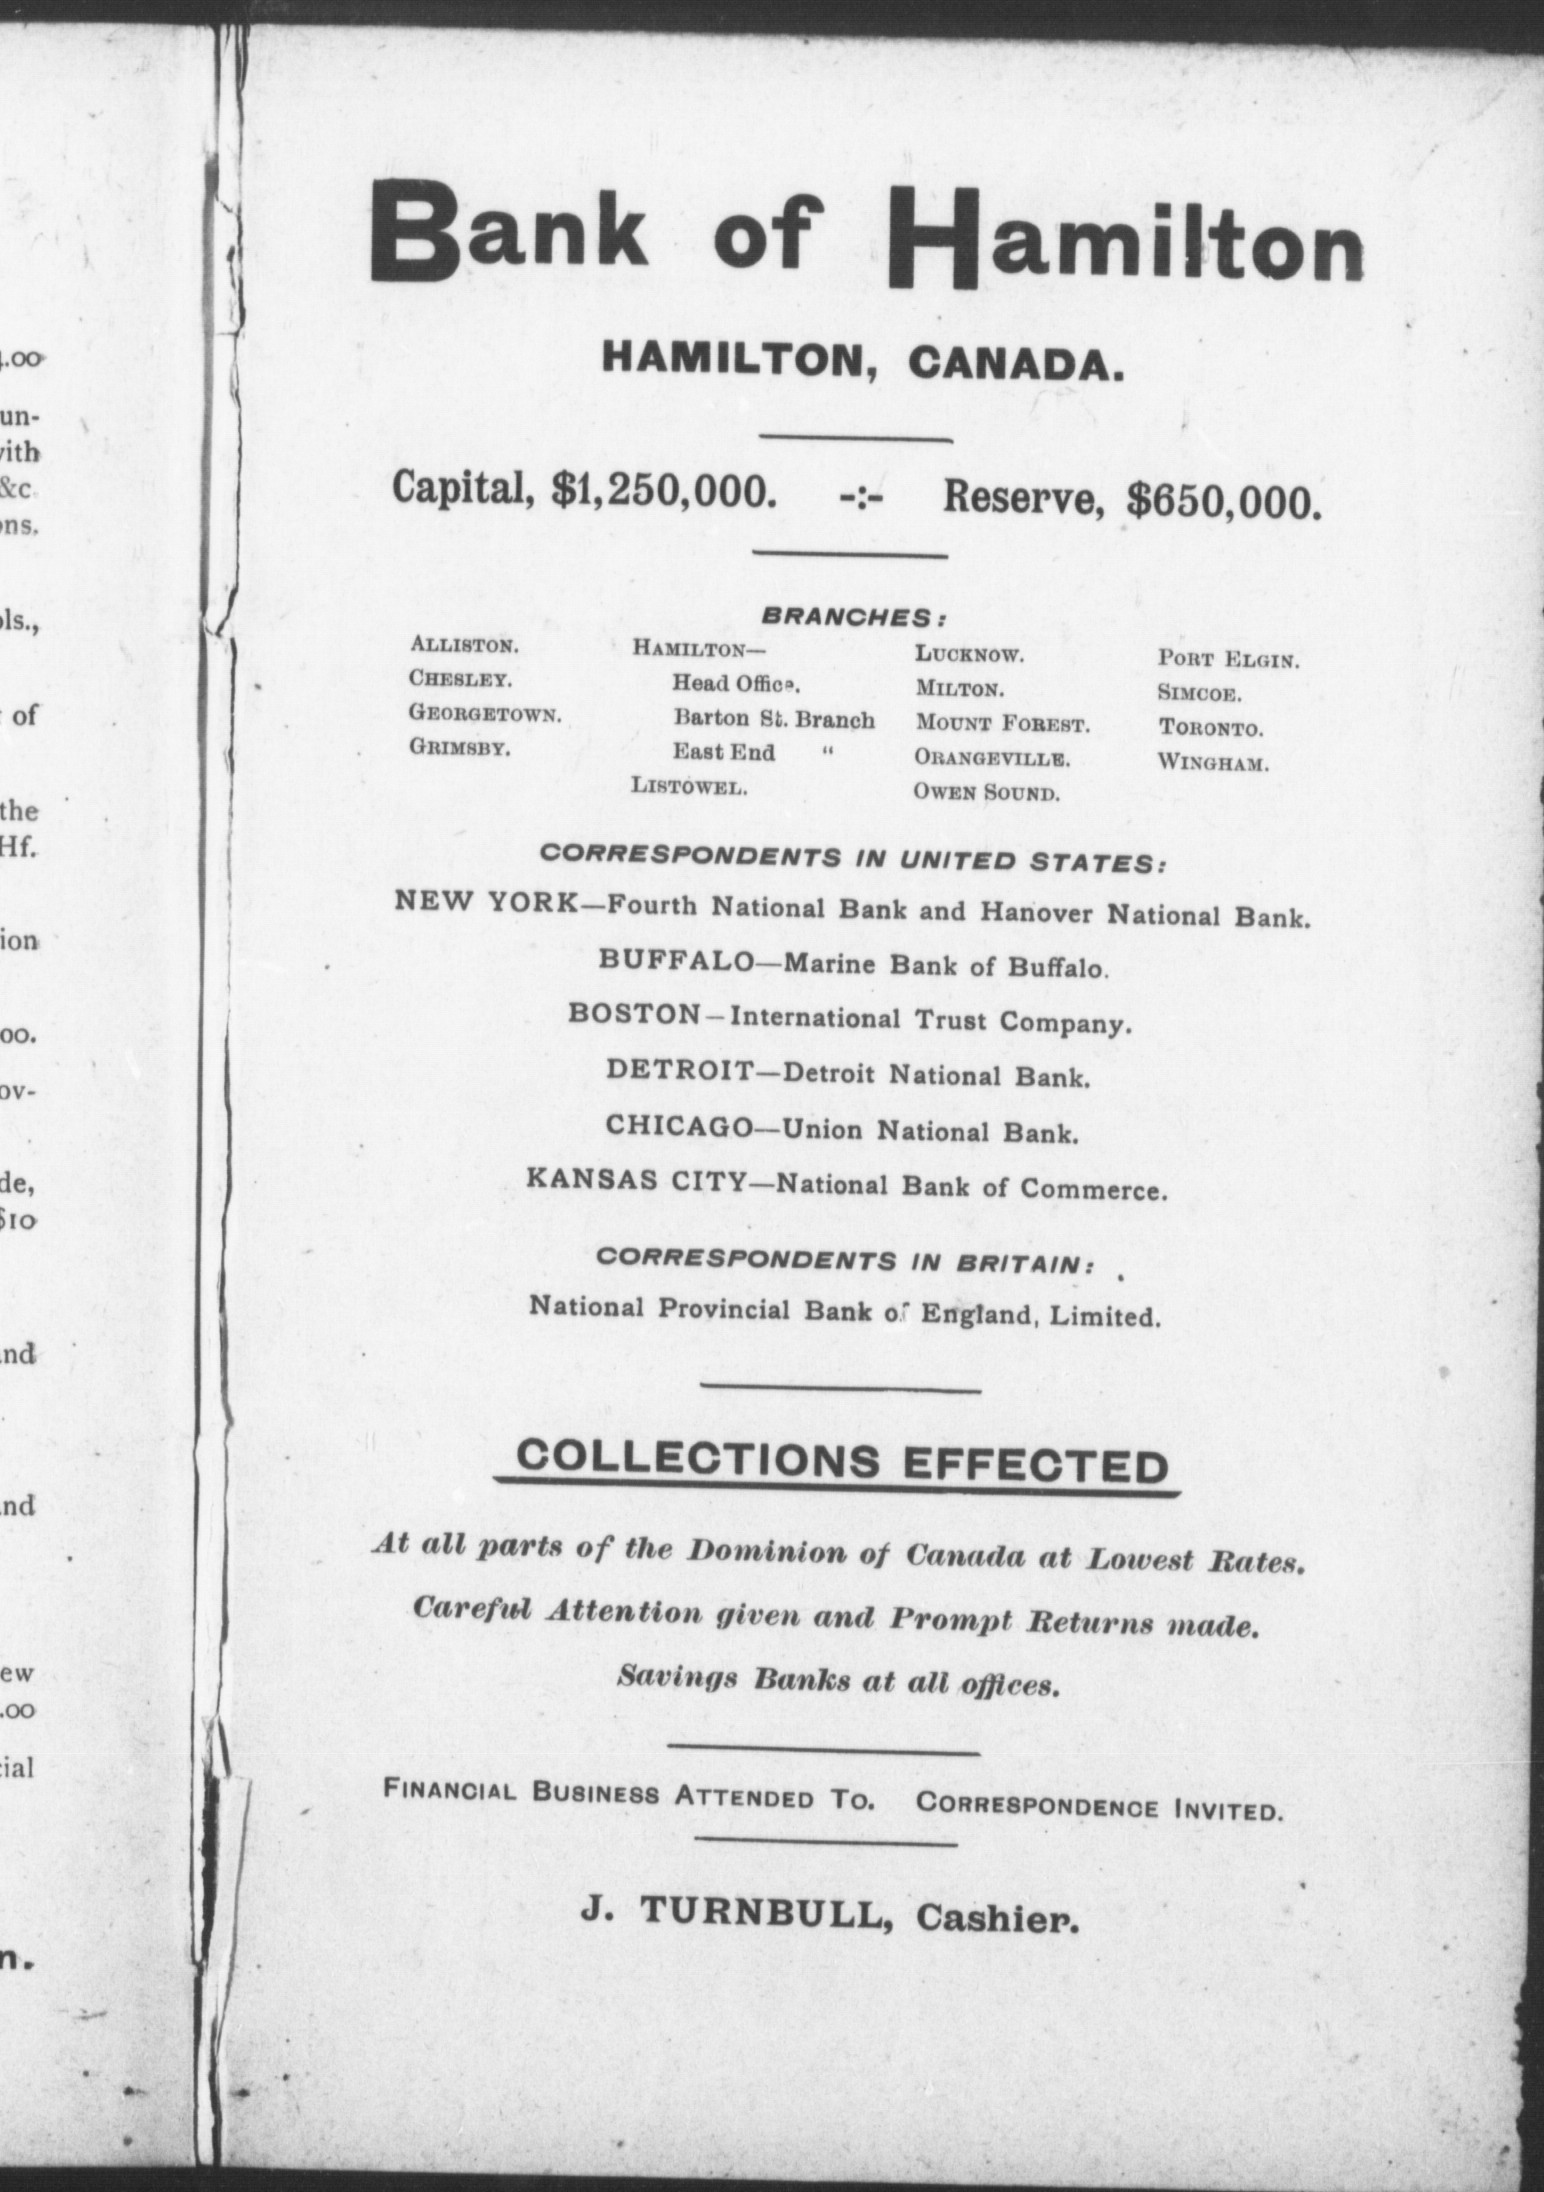 Bank of Hamilton
HAMILTON, CANADA.
Capital, $1,250,000. -:- Reserve, $650,000.
BRANCHES:
ALLISTON.
CHESLEY.
GEORGETOWN.
GRIMSBY.
HAMILTON—
Head Office.
Barton St. Branch
East End "
LISTOWEL.
LUCKNOW.
MILTON.
MOUNT FOREST.
ORANGEVILLE.
OWEN SOUND.
PORT ELGIN.
SIMCOE.
TORONTO.
WINGHAM.
CORRESPONDENTS IN UNITED STATES:
NEW YORK—Fourth National Bank and Hanover National Bank.
BUFFALO—Marine Bank of Buffalo.
BOSTON—International Trust Company.
DETROIT—Detroit National Bank.
CHICAGO—Union National Bank.
KANSAS CITY—National Bank of Commerce.
CORRESPONDENTS IN BRITAIN:
National Provincial Bank of England, Limited.
COLLECTIONS EFFECTED
At all parts of the Dominion of Canada at Lowest Rates.
Careful Attention given and Prompt Returns made.
Savings Banks at all offices.
FINANCIAL BUSINESS ATTENDED TO. CORRESPONDENCE INVITED.
J. TURNBULL, Cashier.